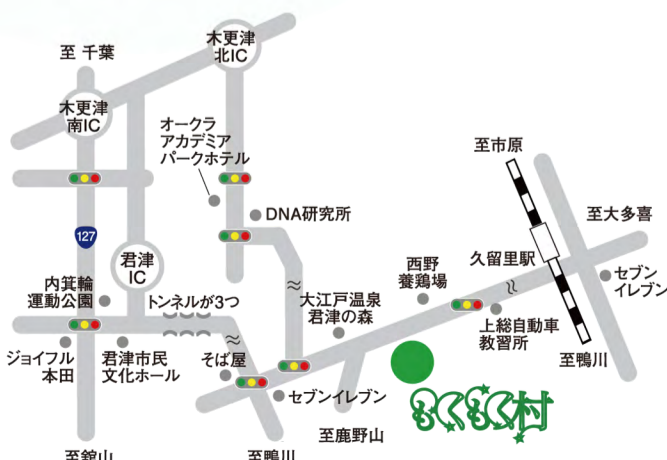 木更津
北IC
至 千葉
木更津
南IC
オークラ
アカデミア
パークホテル
至市原
DNA研究所
至大多喜
127
君津
IC
西野
養鶏場
久留里駅
セブン
イレブン
内箕輪
運動公園
トンネルが3つ
大江戸温泉
君津の森
上総自動車
教習所
ジョイフル
本田
君津市民
文化ホール
そば屋
至鴨川
セブンイレブン
もくもく村
至鹿野山
至舘山
至鴨川